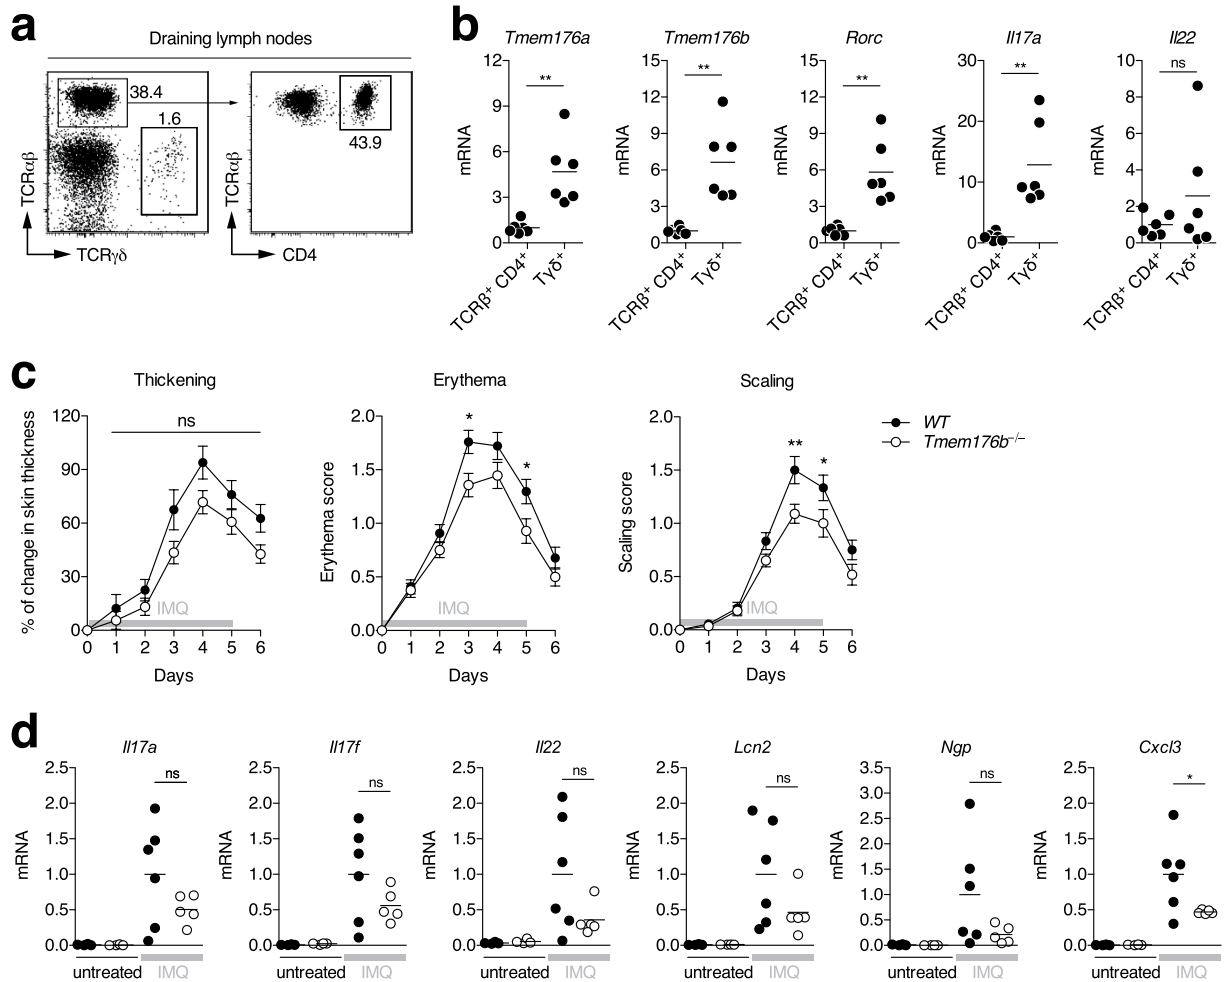 a
Draining lymph nodes
38.4
1.6
43.9
TCRαβ
TCRγδ
TCRαβ
CD4
b
Tmem176a
12
9
6
3
0
mRNA
**
TCRβ+ CD4+
Tγδ+
Tmem176b
15
12
9
6
3
0
mRNA
**
TCRβ+ CD4+
Tγδ+
Rorc
15
12
9
6
3
0
mRNA
**
TCRβ+ CD4+
Tγδ+
Il17a
30
20
10
0
mRNA
**
TCRβ+ CD4+
Tγδ+
Il22
10
8
6
4
2
0
mRNA
ns
TCRβ+ CD4+
Tγδ+
c
Thickening
120
90
60
30
0
% of change in skin thickness
ns
IMQ
0 1 2 3 4 5 6
Days
Erythema
2.0
1.5
1.0
0.5
0.0
Erythema score
*
*
IMQ
0 1 2 3 4 5 6
Days
Scaling
2.0
1.5
1.0
0.5
0.0
Scaling score
**
*
IMQ
0 1 2 3 4 5 6
Days
WT
Tmem176b−/−
d
Il17a
2.5
2.0
1.5
1.0
0.5
0.0
mRNA
ns
untreated IMQ
Il17f
2.5
2.0
1.5
1.0
0.5
0.0
mRNA
ns
untreated IMQ
Il22
2.5
2.0
1.5
1.0
0.5
0.0
mRNA
ns
untreated IMQ
Lcn2
2.5
2.0
1.5
1.0
0.5
0.0
mRNA
ns
untreated IMQ
Ngp
3.5
3.0
2.5
2.0
1.5
1.0
0.5
0.0
mRNA
ns
untreated IMQ
Cxcl3
2.5
2.0
1.5
1.0
0.5
0.0
mRNA
*
untreated IMQ